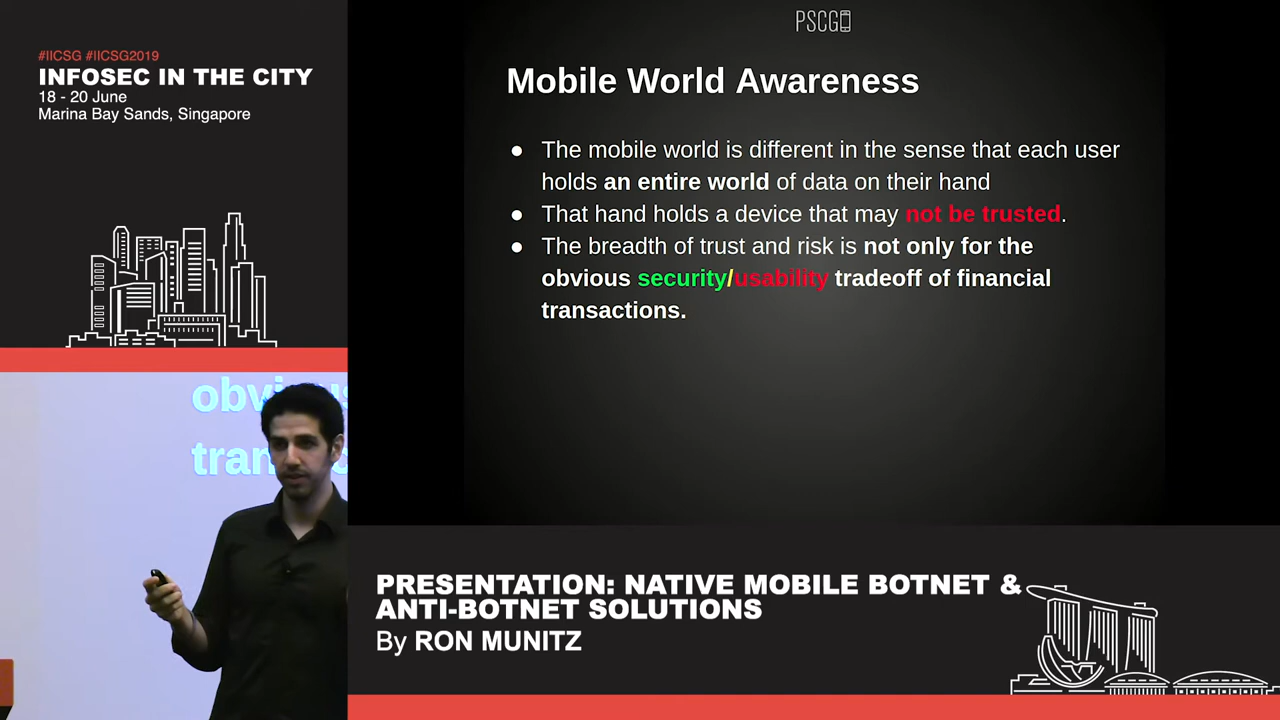 #IICSG #IICSG2019
INFOSEC IN THE CITY
18 - 20 June
Marina Bay Sands, Singapore
PSCG
Mobile World Awareness
● The mobile world is different in the sense that each user
holds an entire world of data on their hand
● That hand holds a device that may not be trusted.
● The breadth of trust and risk is not only for the
obvious security/usability tradeoff of financial
transactions.
obvious
tran
PRESENTATION: NATIVE MOBILE BOTNET &
ANTI-BOTNET SOLUTIONS
By RON MUNITZ